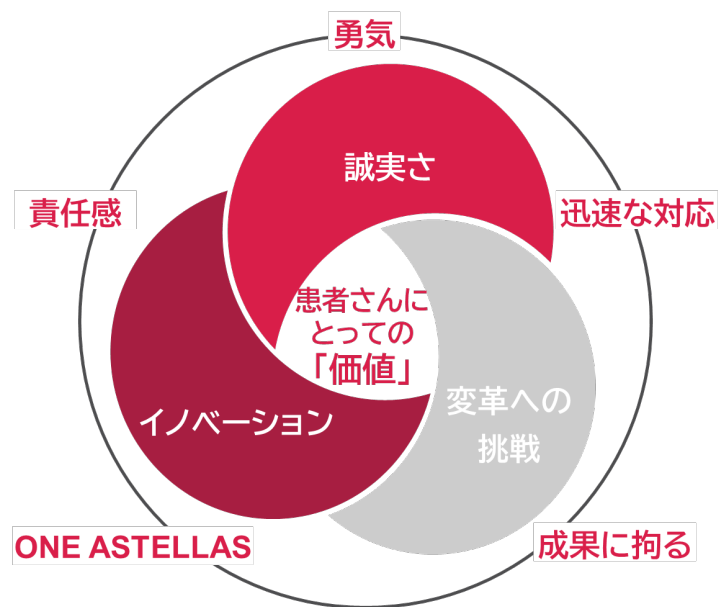 勇気
誠実さ
責任感
迅速な対応
患者さんに
とっての
「価値」
イノベーション
変革への
挑戦
ONE ASTELLAS
成果に拘る